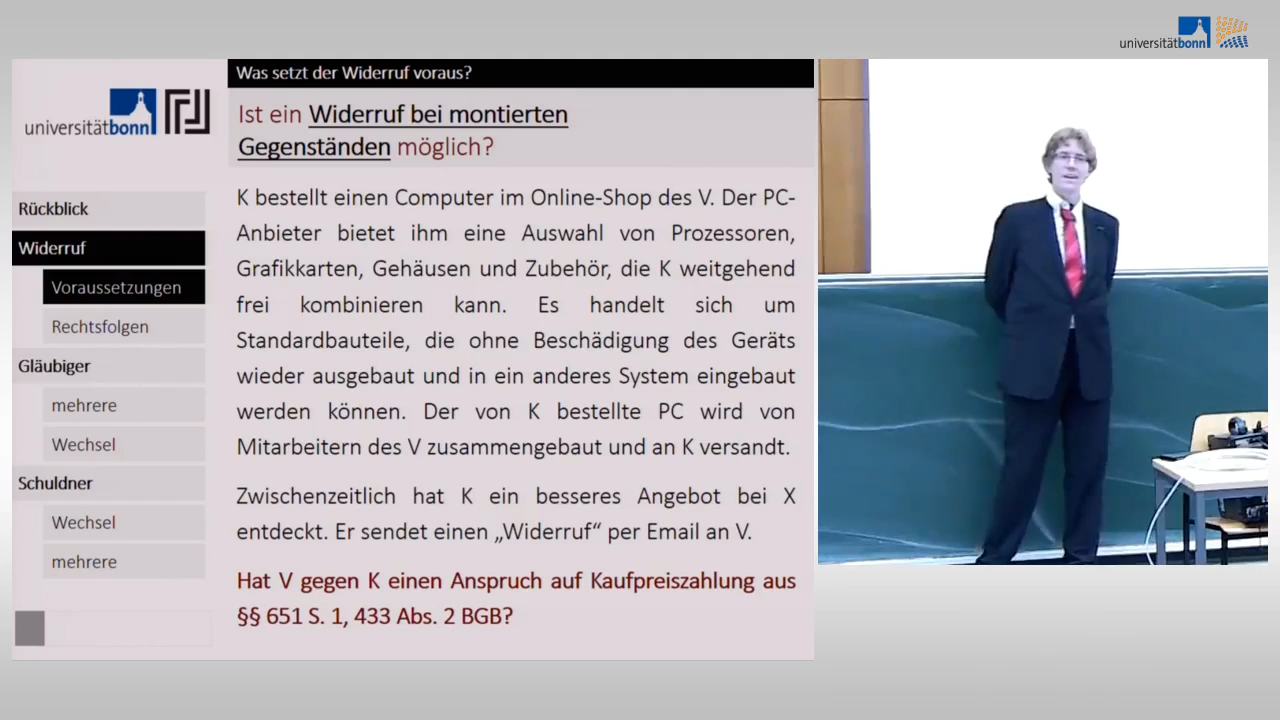 universitätbonn
Was setzt der Widerruf voraus?
Ist ein Widerruf bei montierten
Gegenständen möglich?
universitätbonn
Rückblick
Widerruf
Voraussetzungen
Rechtsfolgen
Gläubiger
mehrere
Wechsel
Schuldner
Wechsel
mehrere
K bestellt einen Computer im Online-Shop des V. Der PC-
Anbieter bietet ihm eine Auswahl von Prozessoren,
Grafikkarten, Gehäusen und Zubehör, die K weitgehend
frei kombinieren kann. Es handelt sich um
Standardbauteile, die ohne Beschädigung des Geräts
wieder ausgebaut und in ein anderes System eingebaut
werden können. Der von K bestellte PC wird von
Mitarbeitern des V zusammengebaut und an K versandt.
Zwischenzeitlich hat K ein besseres Angebot bei X
entdeckt. Er sendet einen „Widerruf“ per Email an V.
Hat V gegen K einen Anspruch auf Kaufpreiszahlung aus
§§ 651 S. 1, 433 Abs. 2 BGB?